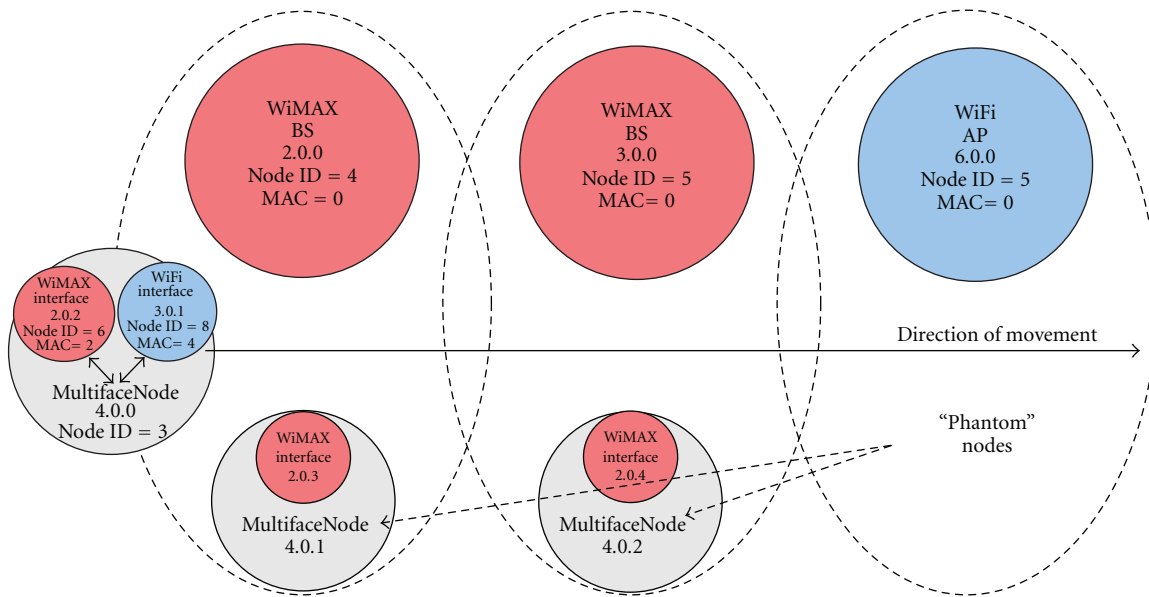 WiMAX
BS
2.0.0
Node ID = 4
MAC = 0
WiMAX
BS
3.0.0
Node ID = 5
MAC= 0
WiFi
AP
6.0.0
Node ID = 5
MAC= 0
WiMAX
interface
2.0.2
Node ID = 6
MAC= 2
WiFi
interface
3.0.1
Node ID = 8
MAC= 4
MultifaceNode
4.0.0
Node ID = 3
Direction of movement
WiMAX
interface
2.0.3
MultifaceNode
4.0.1
WiMAX
interface
2.0.4
MultifaceNode
4.0.2
“Phantom”
nodes